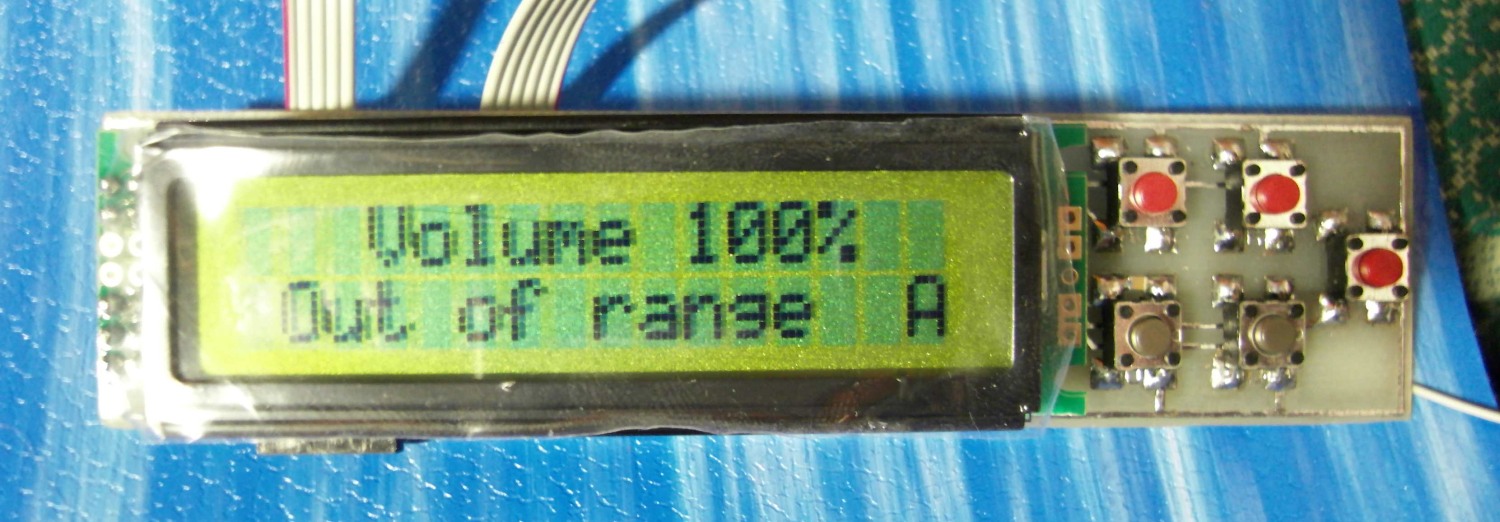 Volume 100%
Out of range A